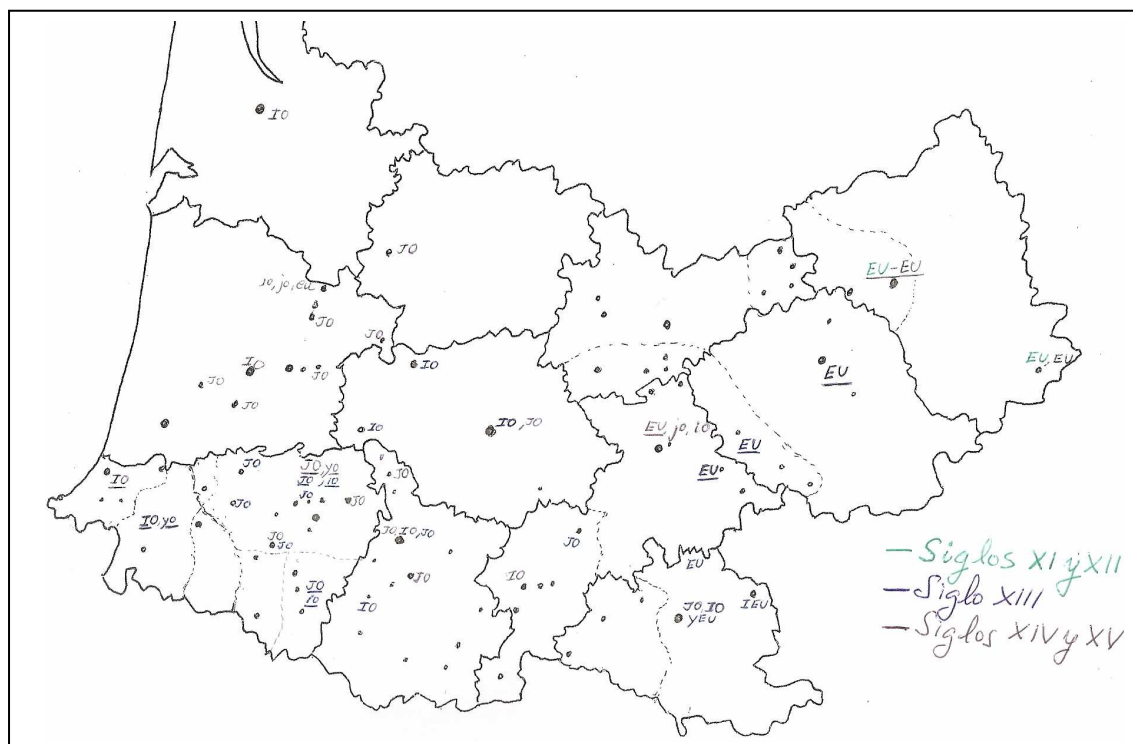 IO
JO
EU-EU
JO, jo, eu
JO
JO
IO
IO
EU, EU
JO
EU
JO
JO
IO
IO, JO
EU, jo, io
EU
EU
JO
JO, yo
IO, io
JO
JO
JO
JO
IO
IO, yo
JO
JO
JO, IO, JO
JO
JO
JO
IO
IO
EU
JO, IO
yEU
IEU
— Siglos XI y XII
— Siglo XIII
— Siglos XIV y XV